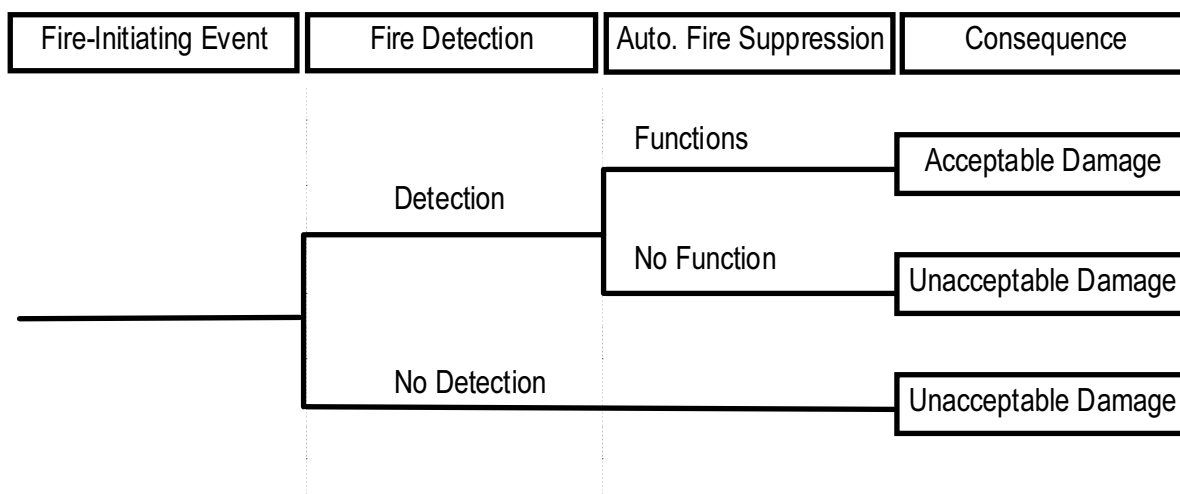 Fire-Initiating Event
Fire Detection
Auto. Fire Suppression
Consequence
Functions
Acceptable Damage
Detection
No Function
Unacceptable Damage
No Detection
Unacceptable Damage